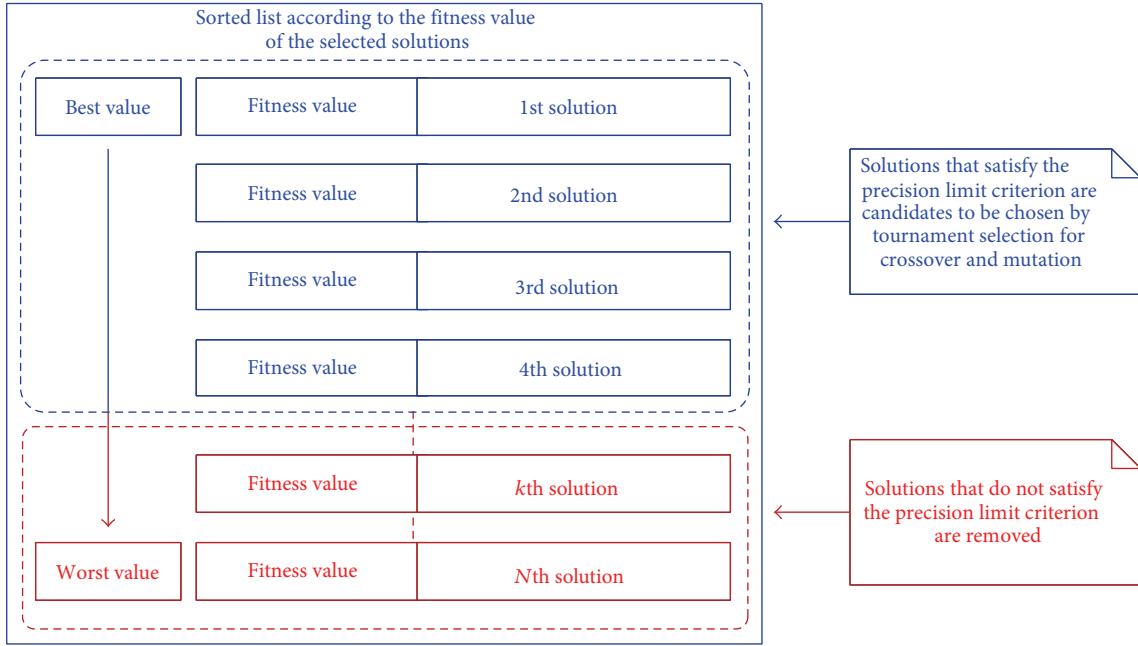 Sorted list according to the fitness value
of the selected solutions
Best value
Fitness value
1st solution
Fitness value
2nd solution
Fitness value
3rd solution
Fitness value
4th solution
Solutions that satisfy the
precision limit criterion are
candidates to be chosen by
tournament selection for
crossover and mutation
Fitness value
kth solution
Worst value
Fitness value
Nth solution
Solutions that do not satisfy
the precision limit criterion
are removed